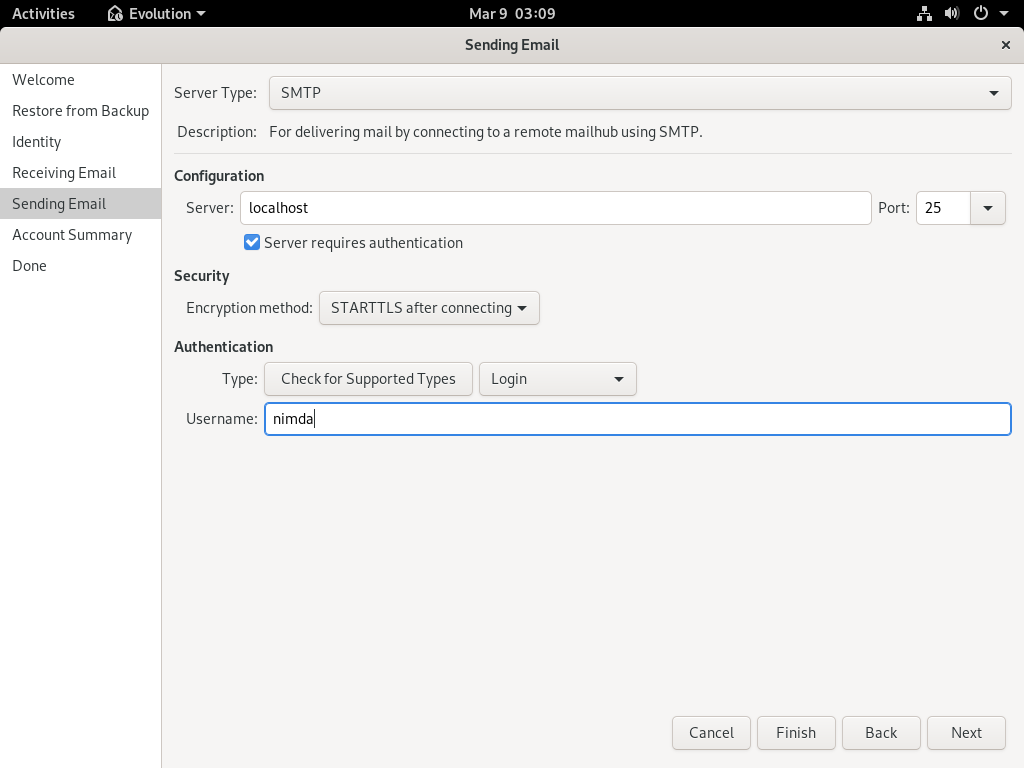 Activities Evolution Mar 9 03:09
Sending Email
Welcome
Restore from Backup
Identity
Receiving Email
Sending Email
Account Summary
Done
Server Type: SMTP
Description: For delivering mail by connecting to a remote mailhub using SMTP.
Configuration
Server: localhost Port: 25
Server requires authentication
Security
Encryption method: STARTTLS after connecting
Authentication
Type: Check for Supported Types Login
Username: nimda
Cancel Finish Back Next